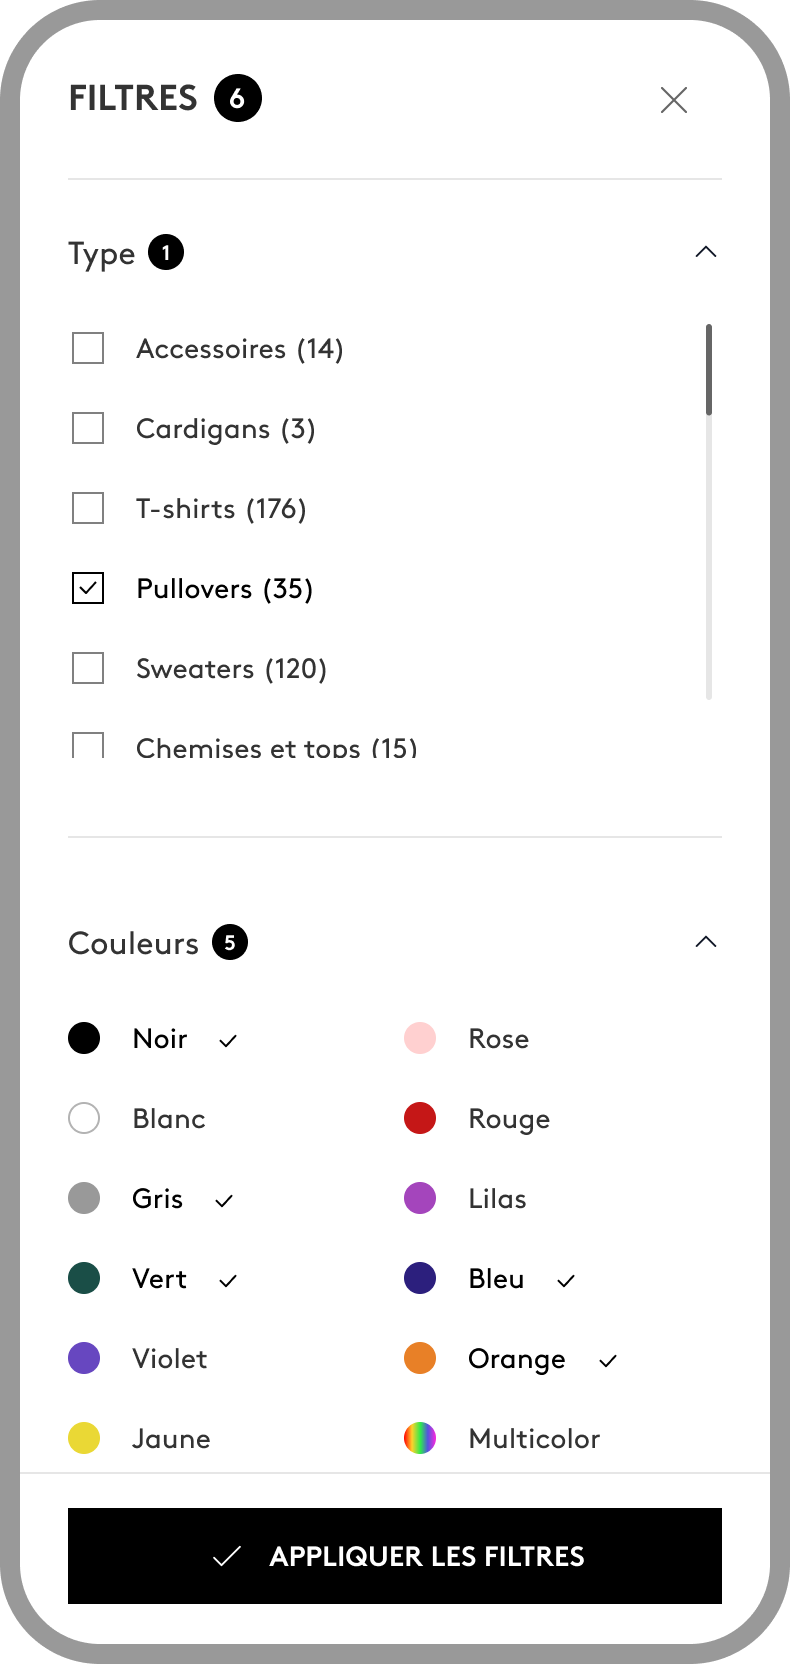 FILTRES 6
Type 1
Accessoires (14)
Cardigans (3)
T-shirts (176)
Pullovers (35)
Sweaters (120)
Chemises et tops (15)
Couleurs 5
Noir
Rose
Blanc
Rouge
Gris
Lilas
Vert
Bleu
Violet
Orange
Jaune
Multicolor
APPLIQUER LES FILTRES